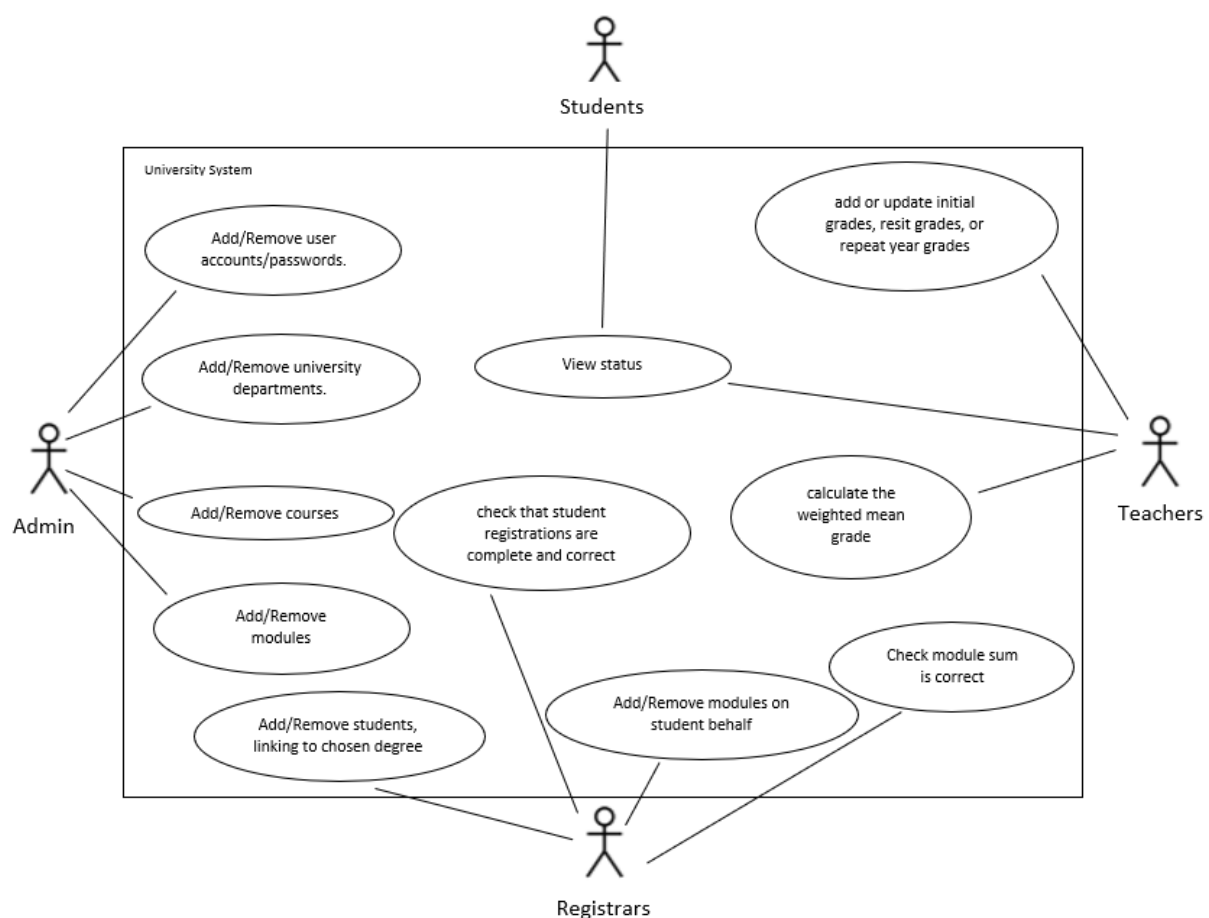 Students
University System
Add/Remove user
accounts/passwords.
add or update initial
grades, resit grades, or
repeat year grades
Add/Remove university
departments.
View status
Admin
Add/Remove courses
check that student
registrations are
complete and correct
calculate the
weighted mean
grade
Teachers
Add/Remove
modules
Check module sum
is correct
Add/Remove students,
linking to chosen degree
Add/Remove modules on
student behalf
Registrars